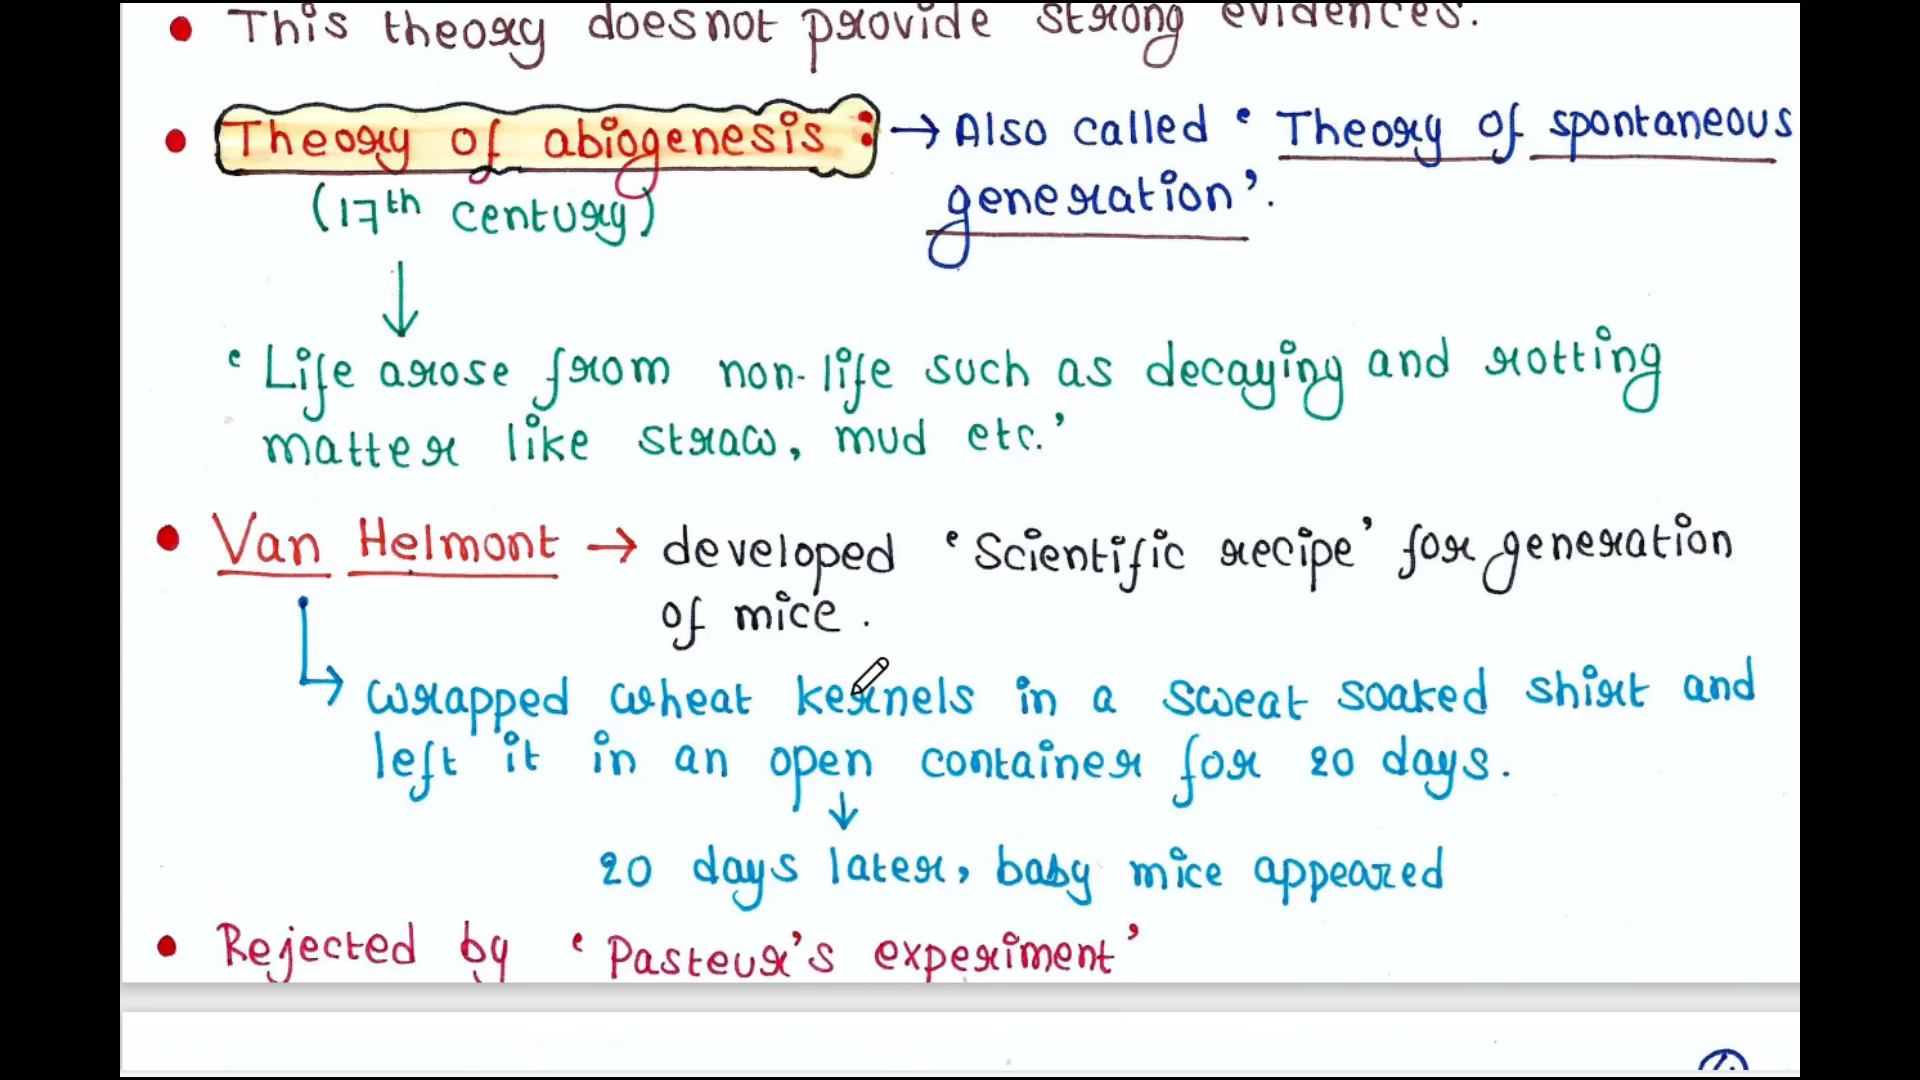 • This theory doesnot provide strong evidences.
• Theory of abiogenesis : → Also called ‘ Theory of spontaneous
generation’.
(17th century)
↓
‘ Life arose from non-life such as decaying and rotting
matter like straw, mud etc.’
• Van Helmont → developed ‘Scientific recipe’ for generation
of mice.
↳ wrapped wheat kernels in a sweat soaked shirt and
left it in an open container for 20 days.
↓
20 days later, baby mice appeared
• Rejected by ‘ Pasteur's experiment’